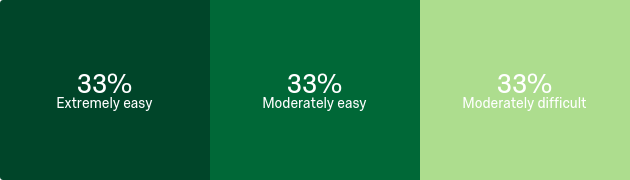 33%
Extremely easy
33%
Moderately easy
33%
Moderately difficult